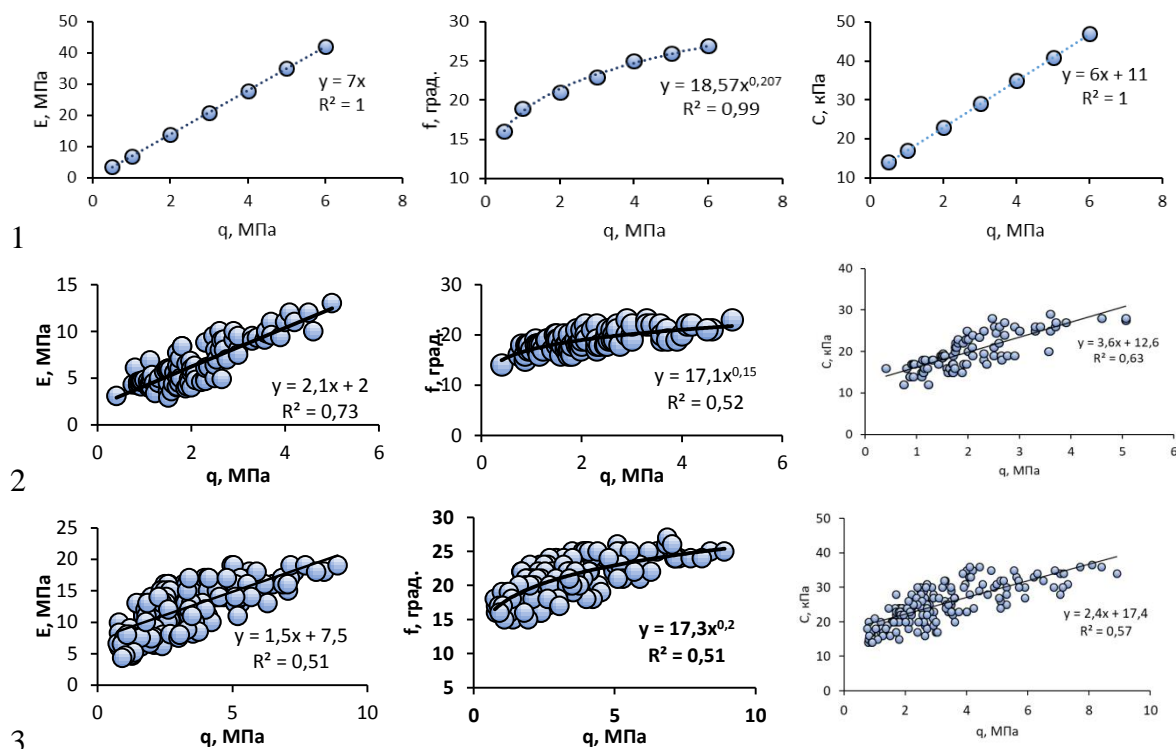 50
40
30
20
10
0
E, МПа
0 2 4 6 8
q, МПа
y = 7x
R² = 1
30
25
20
15
10
f, град.
0 2 4 6 8
q, МПа
y = 18,57x^0,207
R² = 0,99
50
40
30
20
10
С, кПа
0 2 4 6 8
q, МПа
y = 6x + 11
R² = 1
1
15
10
5
0
E, МПа
0 2 4 6
q, МПа
y = 2,1x + 2
R² = 0,73
30
20
10
0
f, град.
0 2 4 6
q, МПа
y = 17,1x^0,15
R² = 0,52
40
30
20
10
0
С, кПа
0 1 2 3 4 5 6
q, МПа
y = 3,6x + 12,6
R² = 0,63
2
25
20
15
10
5
0
E, МПа
0 5 10
q, МПа
y = 1,5x + 7,5
R² = 0,51
30
25
20
15
10
5
f, град.
0 5 10
q, МПа
y = 17,3x^0,2
R² = 0,51
50
40
30
20
10
0
С, кПа
0 2 4 6 8 10
q, МПа
y = 2,4x + 17,4
R² = 0,57
3